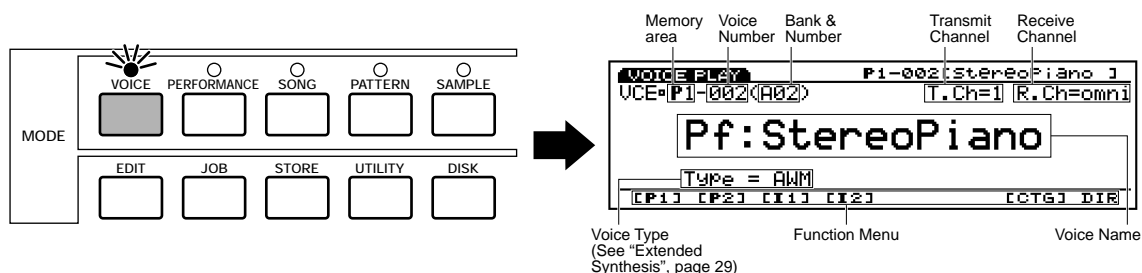 MODE
VOICE PERFORMANCE SONG PATTERN SAMPLE
EDIT JOB STORE UTILITY DISK
Memory area
Voice Number
Bank & Number
Transmit Channel
Receive Channel
VOICE PLAY P1-002[StereoPiano ]
VCE▪P1-002(A02) T.Ch=1 R.Ch=omni
Pf:StereoPiano
Type = AWM
[P1] [P2] [I1] [I2] [CTG] DIR
Voice Type
(See “Extended
Synthesis”, page 29)
Function Menu
Voice Name